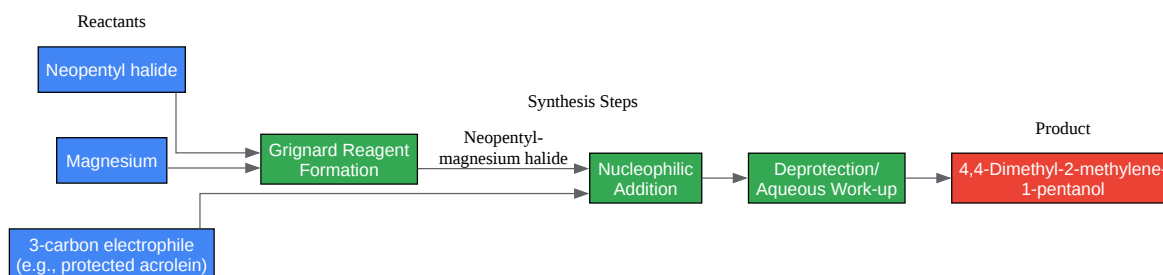 Reactants
Neopentyl halide
Synthesis Steps
Magnesium
Grignard Reagent
Formation
Neopentyl-
magnesium halide
Nucleophilic
Addition
Deprotection/
Aqueous Work-up
Product
4,4-Dimethyl-2-methylene-
1-pentanol
3-carbon electrophile
(e.g., protected acrolein)